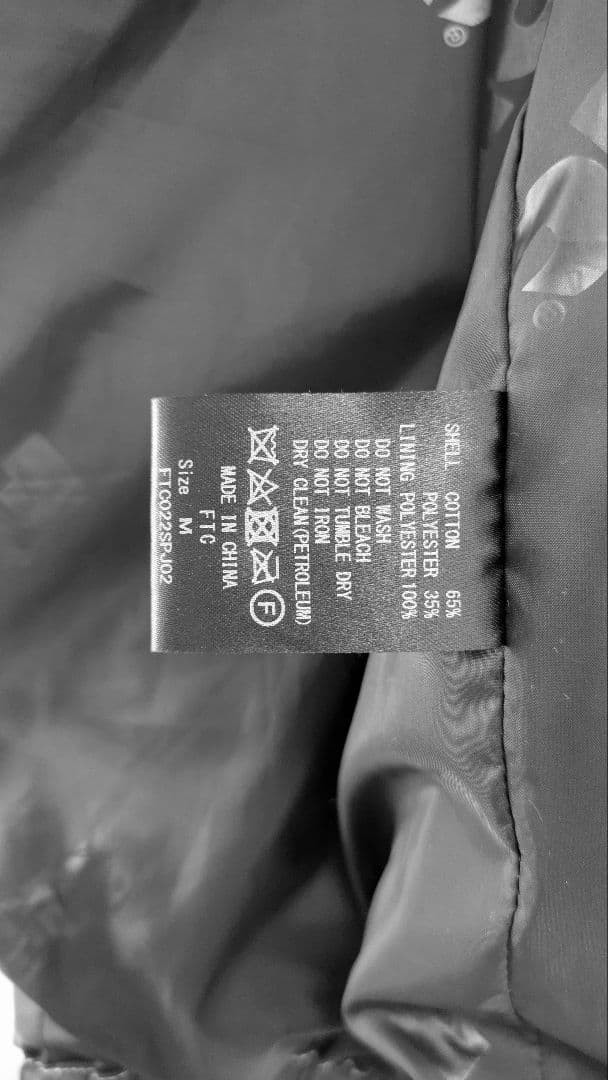 SHELL COTTON 65%
POLYESTER 35%
LINING POLYESTER 100%
DO NOT WASH
DO NOT BLEACH
DO NOT TUMBLE DRY
DO NOT IRON
DRY CLEAN(PETROLEUM)
F
MADE IN CHINA
FTC
Size M
FTC022SPJ02